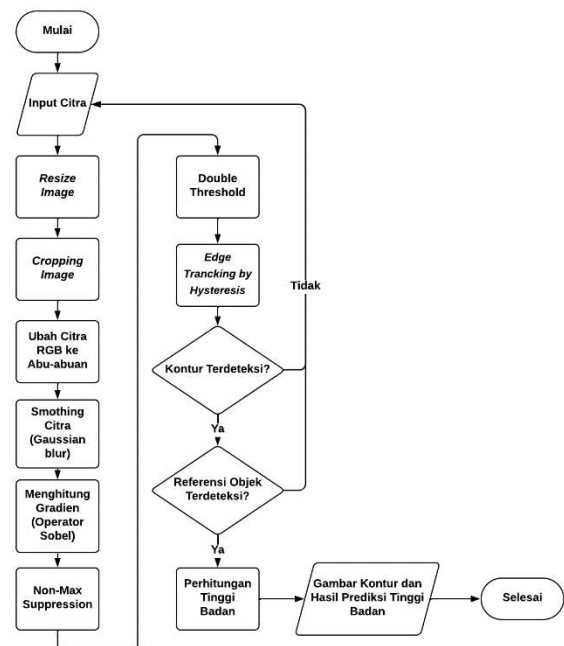 Mulai
Input Citra
Resize
Image
Cropping
Image
Ubah Citra
RGB ke
Abu-abuan
Smothing
Citra
(Gaussian
blur)
Menghitung
Gradien
(Operator
Sobel)
Non-Max
Suppression
Double
Threshold
Edge
Trancking by
Hysteresis
Tidak
Kontur Terdeteksi?
Ya
Referensi Objek
Terdeteksi?
Ya
Perhitungan
Tinggi
Badan
Gambar Kontur dan
Hasil Prediksi Tinggi
Badan
Selesai